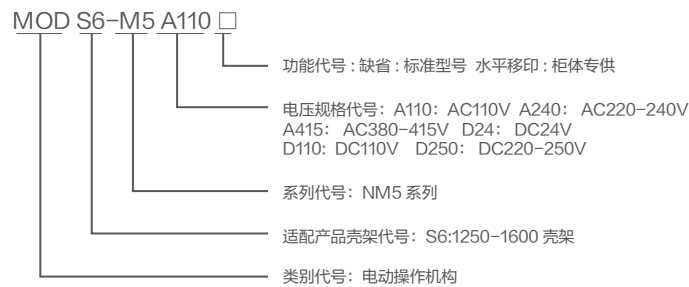 MOD S6-M5 A110 □
功能代号：缺省：标准型号 水平移印：柜体专供
电压规格代号：A110：AC110V A240：AC220-240V
A415：AC380-415V D24：DC24V
D110：DC110V D250：DC220-250V
系列代号：NM5 系列
适配产品壳架代号：S6:1250-1600 壳架
类别代号：电动操作机构